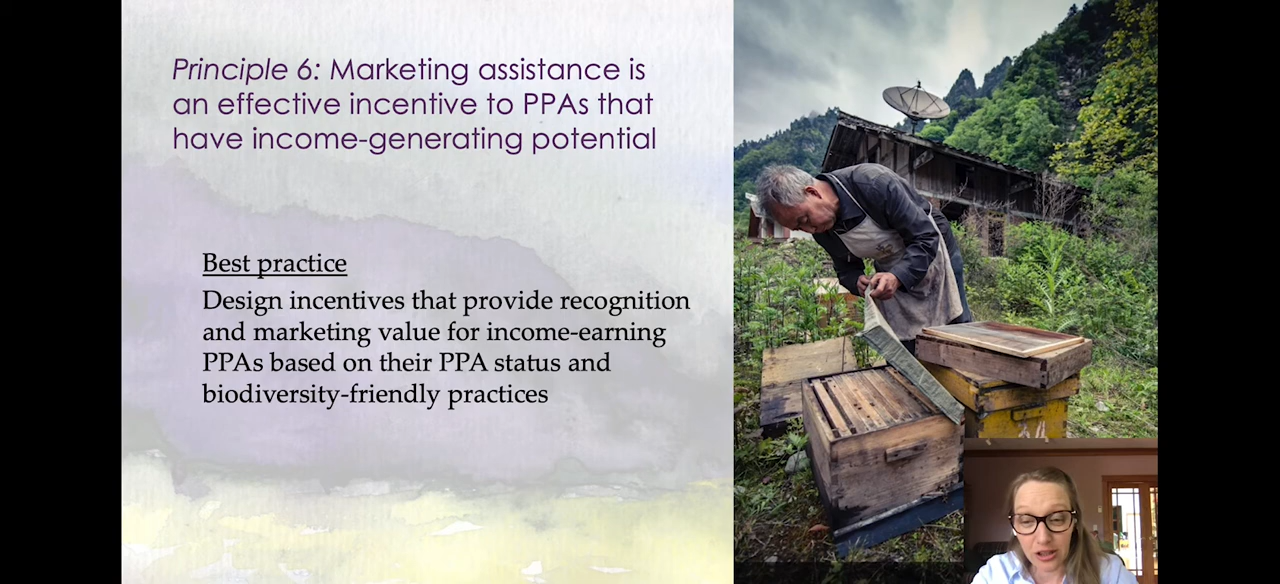 Principle 6: Marketing assistance is
an effective incentive to PPAs that
have income-generating potential
Best practice
Design incentives that provide recognition
and marketing value for income-earning
PPAs based on their PPA status and
biodiversity-friendly practices